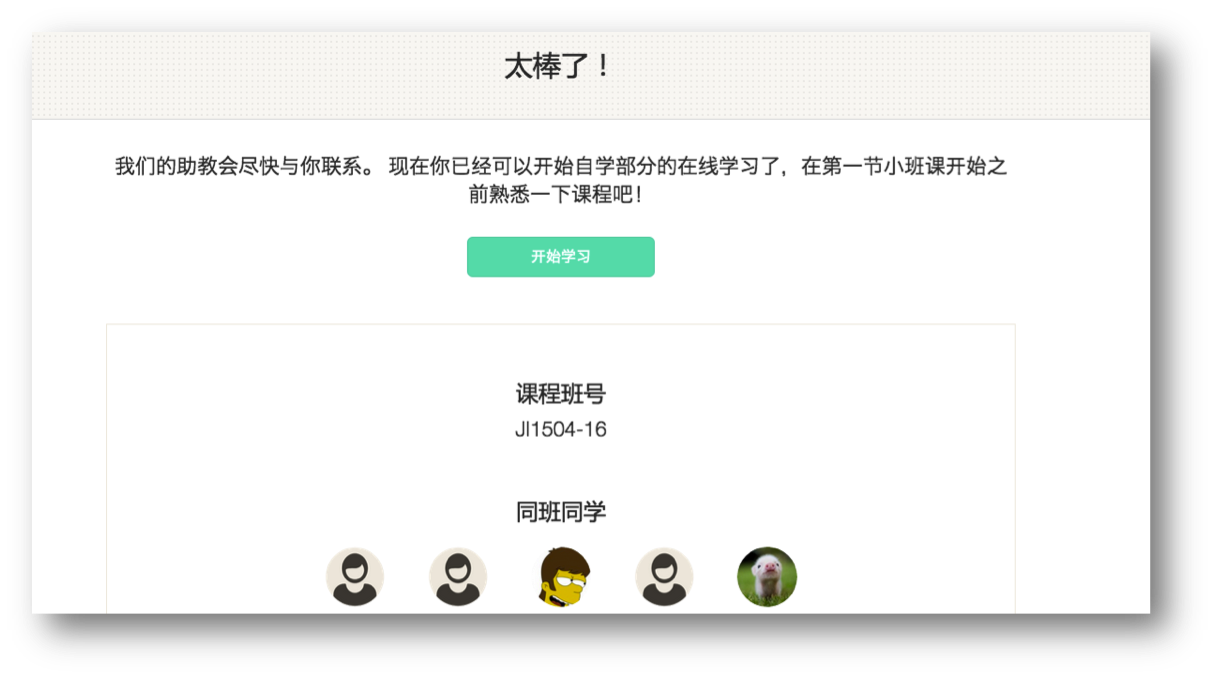 太棒了！
我们的助教会尽快与你联系。 现在你已经可以开始自学部分的在线学习了，在第一节小班课开始之
前熟悉一下课程吧！
开始学习
课程班号
JI1504-16
同班同学